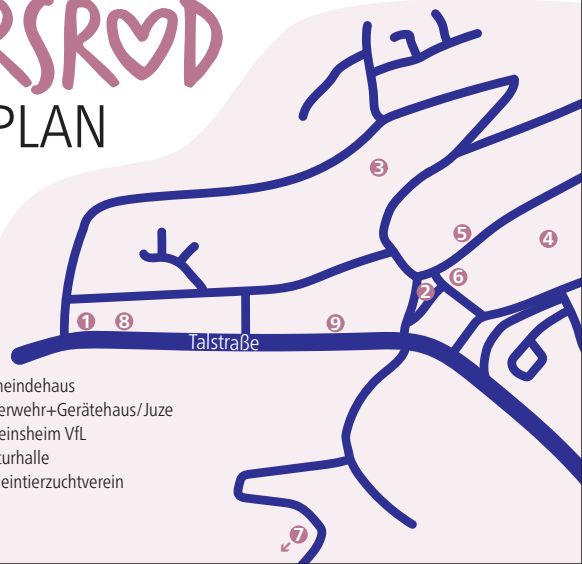 RSROD
PLAN
3
5
4
6
2
1
8
9
Talstraße
neindehaus
erwehr+Gerätehaus/Juze
einsheim VfL
turhalle
eintierzuchtverein
7